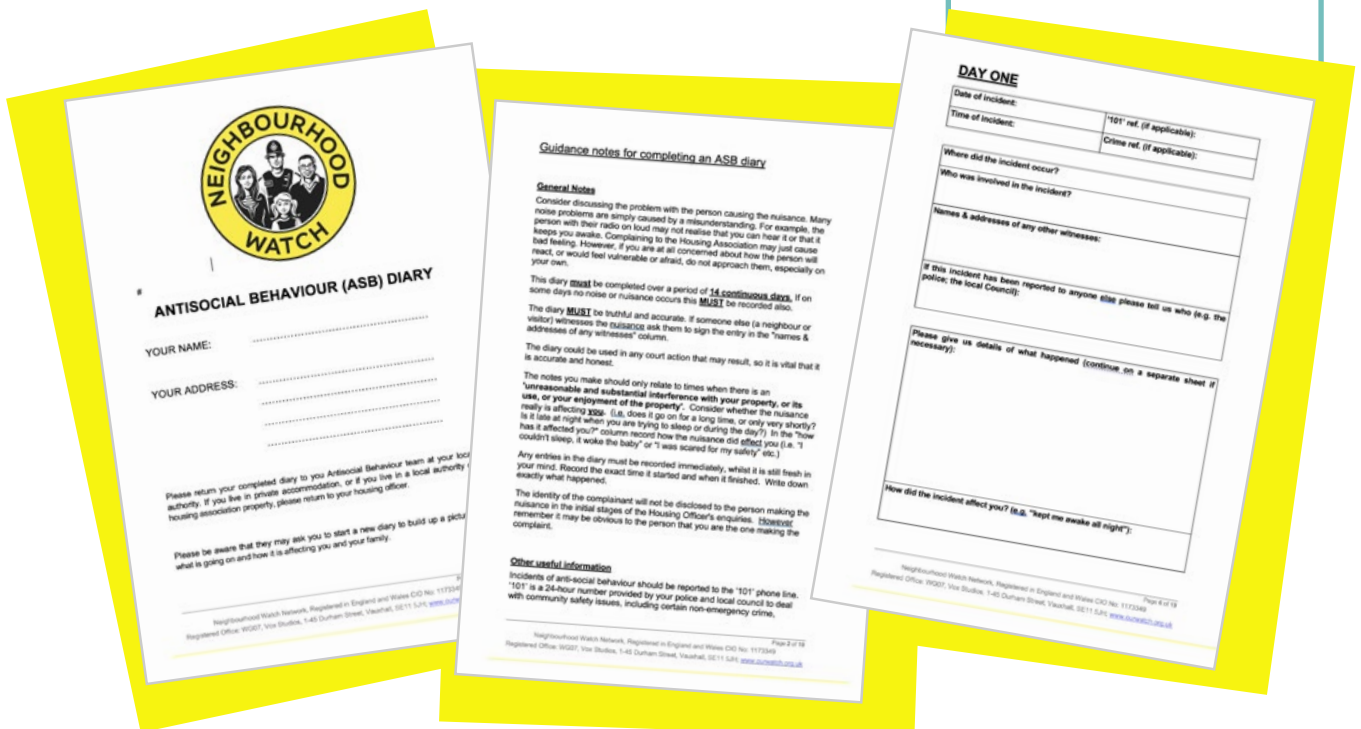 NEIGHBOURHOOD
WATCH
ANTISOCIAL BEHAVIOUR (ASB) DIARY
YOUR NAME:
YOUR ADDRESS:
Please return your completed diary to you Antisocial Behaviour team at your
authority. If you live in private accommodation, or if you live in a local authority
housing association property, please return to your housing officer.
Please be aware that they may ask you to start a new diary to build up a
what is going on and how it is affecting you and your family.
Neighbourhood Watch Network, Registered in England and Wales CIO No: 1173349
Registered Office: WG07, Vox Studios, 1-45 Durham Street, Vauxhall, SE11 5JH
Guidance notes for completing an ASB diary
General Notes
Consider discussing the problem with the person causing the nuisance. Many
noise problems are simply caused by a misunderstanding. For example, the
person with their radio on loud may not realise that you can hear it or that it
keeps you awake. Complaining to the Housing Association may just cause
bad feeling. However, if you are at all concerned about how the person will
react, or would feel vulnerable or afraid, do not approach them, especially on
your own.
This diary must be completed over a period of 14 continuous days. If on
some days no noise or nuisance occurs this MUST be recorded also.
The diary MUST be truthful and accurate. If someone else (a neighbour or
visitor) witnesses the nuisance ask them to sign the entry in the "names &
addresses of any witnesses" column.
The diary could be used in any court action that may result, so it is vital that it
is accurate and honest.
The notes you make should only relate to times when there is an
'unreasonable and substantial interference with your property, or its
use, or your enjoyment of the property'. Consider whether the nuisance
really is affecting you. (i.e. does it go on for a long time, or only very shortly?
Is it late at night when you are trying to sleep or during the day?) In the "how
has it affected you?" column record how the nuisance did effect you (i.e. "I
couldn't sleep, it woke the baby" or "I was scared for my safety" etc.)
Any entries in the diary must be recorded immediately, whilst it is still fresh in
your mind. Record the exact time it started and when it finished. Write down
exactly what happened.
The identity of the complainant will not be disclosed to the person making the
nuisance in the initial stages of the Housing Officer's enquiries. However
remember it may be obvious to the person that you are the one making the
complaint.
Other useful information
Incidents of anti-social behaviour should be reported to the '101' phone line.
'101' is a 24-hour number provided by your police and local council to deal
with community safety issues, including certain non-emergency crime,
Page 2 of 19
Neighbourhood Watch Network, Registered in England and Wales CIO No: 1173349
Registered Office: WG07, Vox Studios, 1-45 Durham Street, Vauxhall, SE11 5JH, www.ourwatch.org.uk
DAY ONE
Date of incident:
'101' ref. (if applicable):
Time of incident:
Crime ref. (if applicable):
Where did the incident occur?
Who was involved in the incident?
Names & addresses of any other witnesses:
If this incident has been reported to anyone else please tell us who (e.g. the
police; the local Council):
Please give us details of what happened (continue on a separate sheet if
necessary):
How did the incident affect you? (e.g. "kept me awake all night"):
Page 4 of 19
Neighbourhood Watch Network, Registered in England and Wales CIO No: 1173349
Registered Office: WG07, Vox Studios, 1-45 Durham Street, Vauxhall, SE11 5JH, www.ourwatch.org.uk